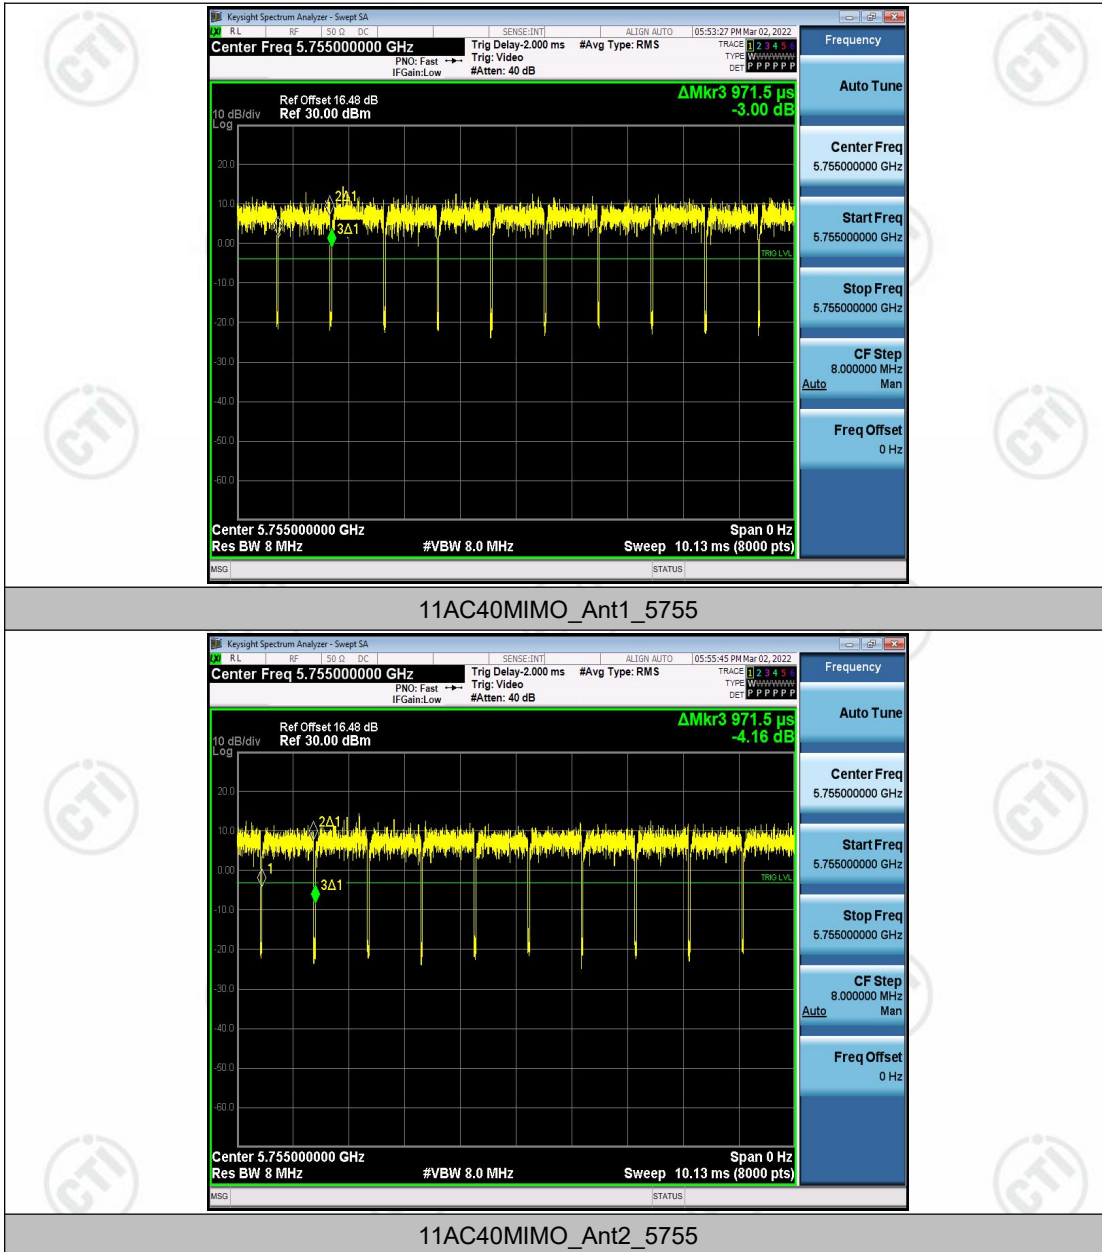 Keysight Spectrum Analyzer - Swept SA
LXI RL RF 50 Ω DC SENSE:INT ALIGN AUTO 05:53:27 PM Mar 02, 2022
Center Freq 5.755000000 GHz
PNO: Fast
IFGain:Low
Trig Delay-2.000 ms
Trig: Video
#Atten: 40 dB
#Avg Type: RMS
TRACE 1 2 3 4 5 6
TYPE W
DET P P P P P P
Frequency
Auto Tune
Center Freq
5.755000000 GHz
Start Freq
5.755000000 GHz
Stop Freq
5.755000000 GHz
CF Step
8.000000 MHz
Auto Man
Freq Offset
0 Hz
ΔMkr3 971.5 µs
-3.00 dB
Ref Offset 16.48 dB
10 dB/div Ref 30.00 dBm
Log
20.0
10.0
0.00
-10.0
-20.0
-30.0
-40.0
-50.0
-60.0
2Δ1
3Δ1
TRIG LVL
Center 5.755000000 GHz Span 0 Hz
Res BW 8 MHz #VBW 8.0 MHz Sweep 10.13 ms (8000 pts)
MSG STATUS
11AC40MIMO_Ant1_5755
Keysight Spectrum Analyzer - Swept SA
LXI RL RF 50 Ω DC SENSE:INT ALIGN AUTO 05:55:45 PM Mar 02, 2022
Center Freq 5.755000000 GHz
PNO: Fast
IFGain:Low
Trig Delay-2.000 ms
Trig: Video
#Atten: 40 dB
#Avg Type: RMS
TRACE 1 2 3 4 5 6
TYPE W
DET P P P P P P
Frequency
Auto Tune
Center Freq
5.755000000 GHz
Start Freq
5.755000000 GHz
Stop Freq
5.755000000 GHz
CF Step
8.000000 MHz
Auto Man
Freq Offset
0 Hz
ΔMkr3 971.5 µs
-4.16 dB
Ref Offset 16.48 dB
10 dB/div Ref 30.00 dBm
Log
20.0
10.0
0.00
-10.0
-20.0
-30.0
-40.0
-50.0
-60.0
2Δ1
1
3Δ1
TRIG LVL
Center 5.755000000 GHz Span 0 Hz
Res BW 8 MHz #VBW 8.0 MHz Sweep 10.13 ms (8000 pts)
MSG STATUS
11AC40MIMO_Ant2_5755
CTI
CTI
CTI
CTI
CTI
CTI
CTI
CTI